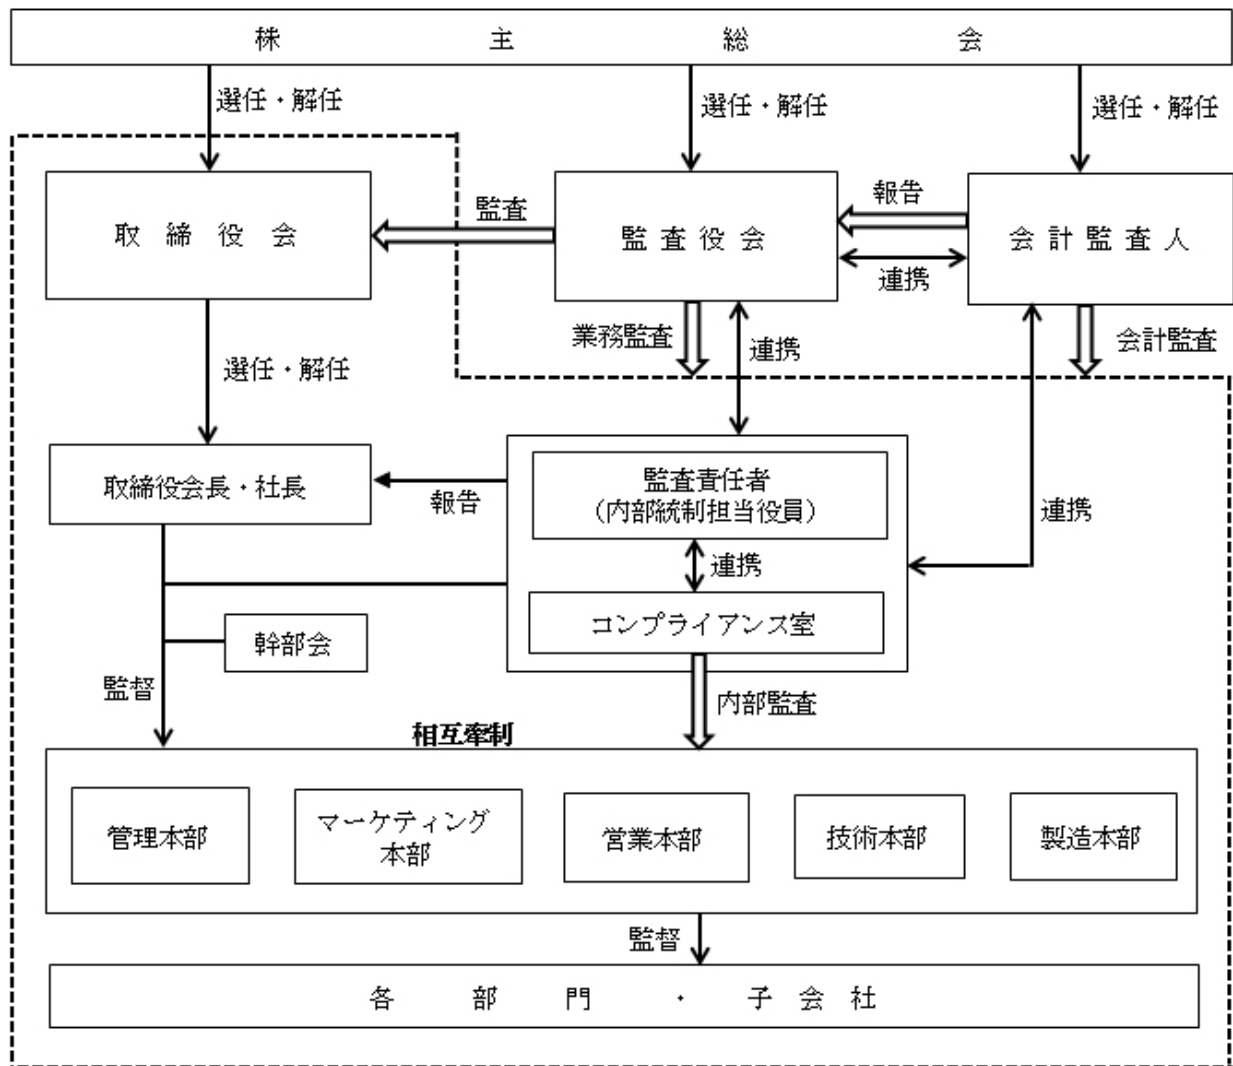 株主総会
選任・解任
選任・解任
選任・解任
取締役会
監査
監査役会
報告
連携
会計監査人
業務監査
連携
会計監査
選任・解任
取締役会長・社長
報告
監査責任者
（内部統制担当役員）
連携
連携
コンプライアンス室
幹部会
監督
内部監査
相互牽制
管理本部
マーケティング
本部
営業本部
技術本部
製造本部
監督
各部門・子会社